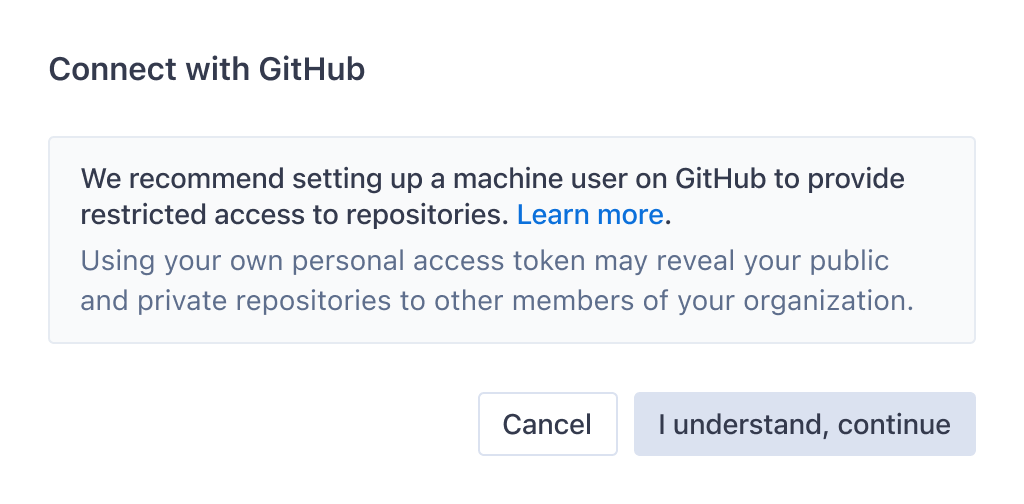 Connect with GitHub
We recommend setting up a machine user on GitHub to provide
restricted access to repositories. Learn more.
Using your own personal access token may reveal your public
and private repositories to other members of your organization.
Cancel
I understand, continue